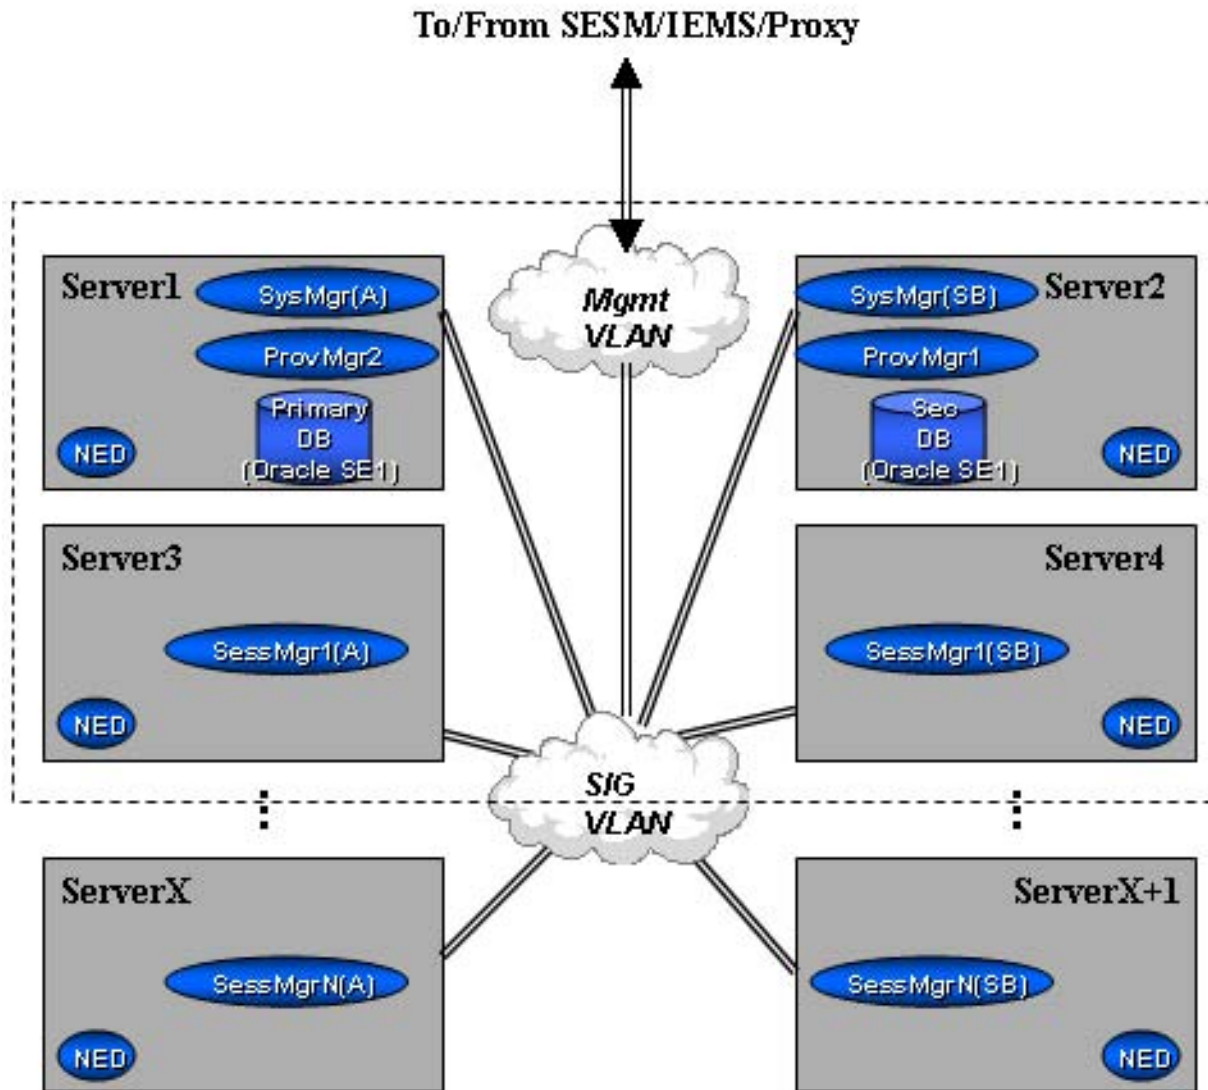 To/From SESM/IEMS/Proxy
Server1
SysMgr(A)
ProvMgr2
Primary
DB
(Oracle SE1)
NED
Mgmt
VLAN
SysMgr(SB)
Server2
ProvMgr1
Sec
DB
(Oracle SE1)
NED
Server3
SessMgr1(A)
NED
Server4
SessMgr1(SB)
NED
SIG
VLAN
ServerX
SessMgrN(A)
NED
ServerX+1
SessMgrN(SB)
NED